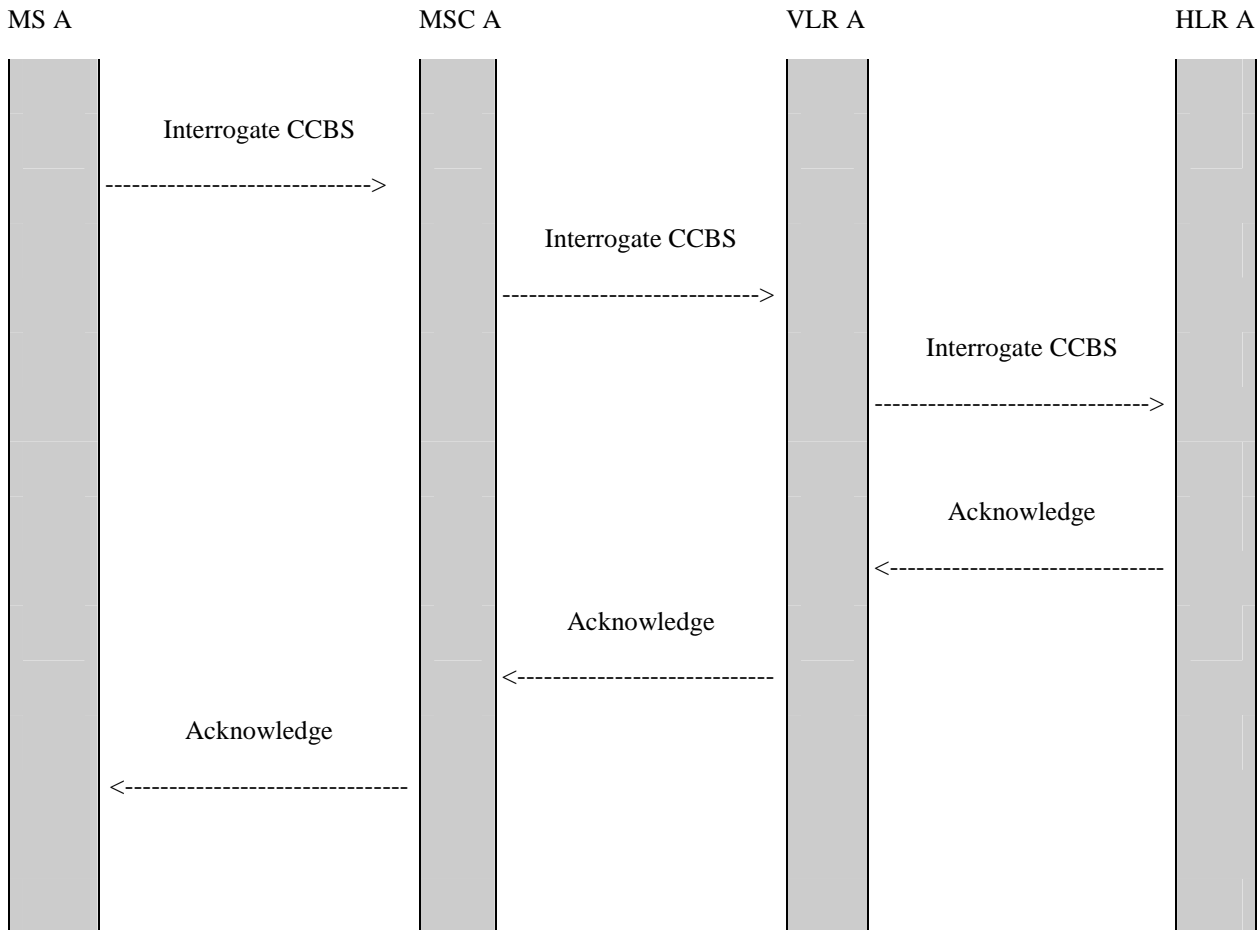 MS A MSC A VLR A HLR A
Interrogate CCBS
Interrogate CCBS
Interrogate CCBS
Acknowledge
Acknowledge
Acknowledge